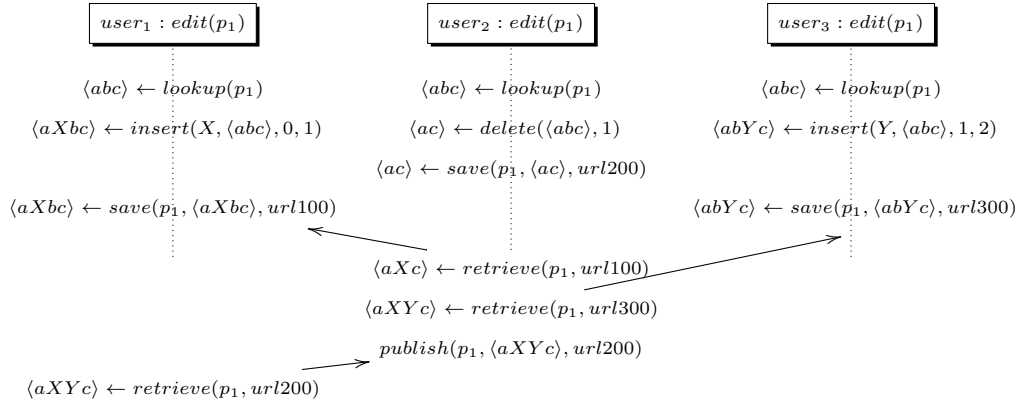 user₁ : edit(p₁)
user₂ : edit(p₁)
user₃ : edit(p₁)
⟨abc⟩ ← lookup(p₁)
⟨abc⟩ ← lookup(p₁)
⟨abc⟩ ← lookup(p₁)
⟨aXbc⟩ ← insert(X, ⟨abc⟩, 0, 1)
⟨ac⟩ ← delete(⟨abc⟩, 1)
⟨abYc⟩ ← insert(Y, ⟨abc⟩, 1, 2)
⟨ac⟩ ← save(p₁, ⟨ac⟩, url200)
⟨aXbc⟩ ← save(p₁, ⟨aXbc⟩, url100)
⟨abYc⟩ ← save(p₁, ⟨abYc⟩, url300)
⟨aXc⟩ ← retrieve(p₁, url100)
⟨aXYc⟩ ← retrieve(p₁, url300)
publish(p₁, ⟨aXYc⟩, url200)
⟨aXYc⟩ ← retrieve(p₁, url200)